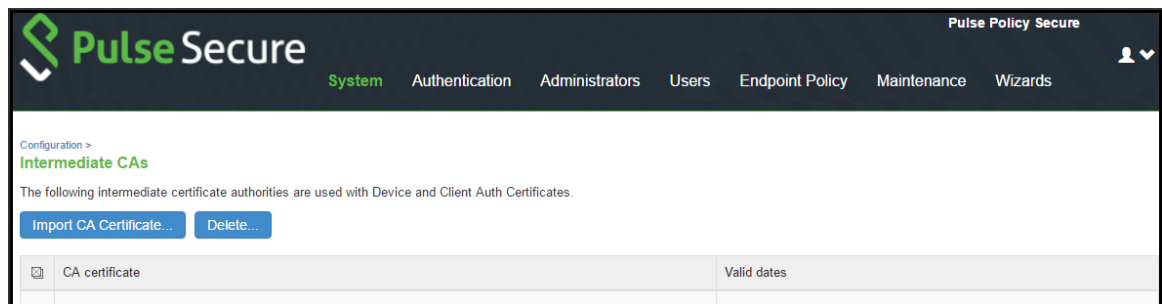 Pulse Policy Secure
Pulse Secure
System Authentication Administrators Users Endpoint Policy Maintenance Wizards
Configuration >
Intermediate CAs
The following intermediate certificate authorities are used with Device and Client Auth Certificates.
Import CA Certificate... Delete...
CA certificate Valid dates